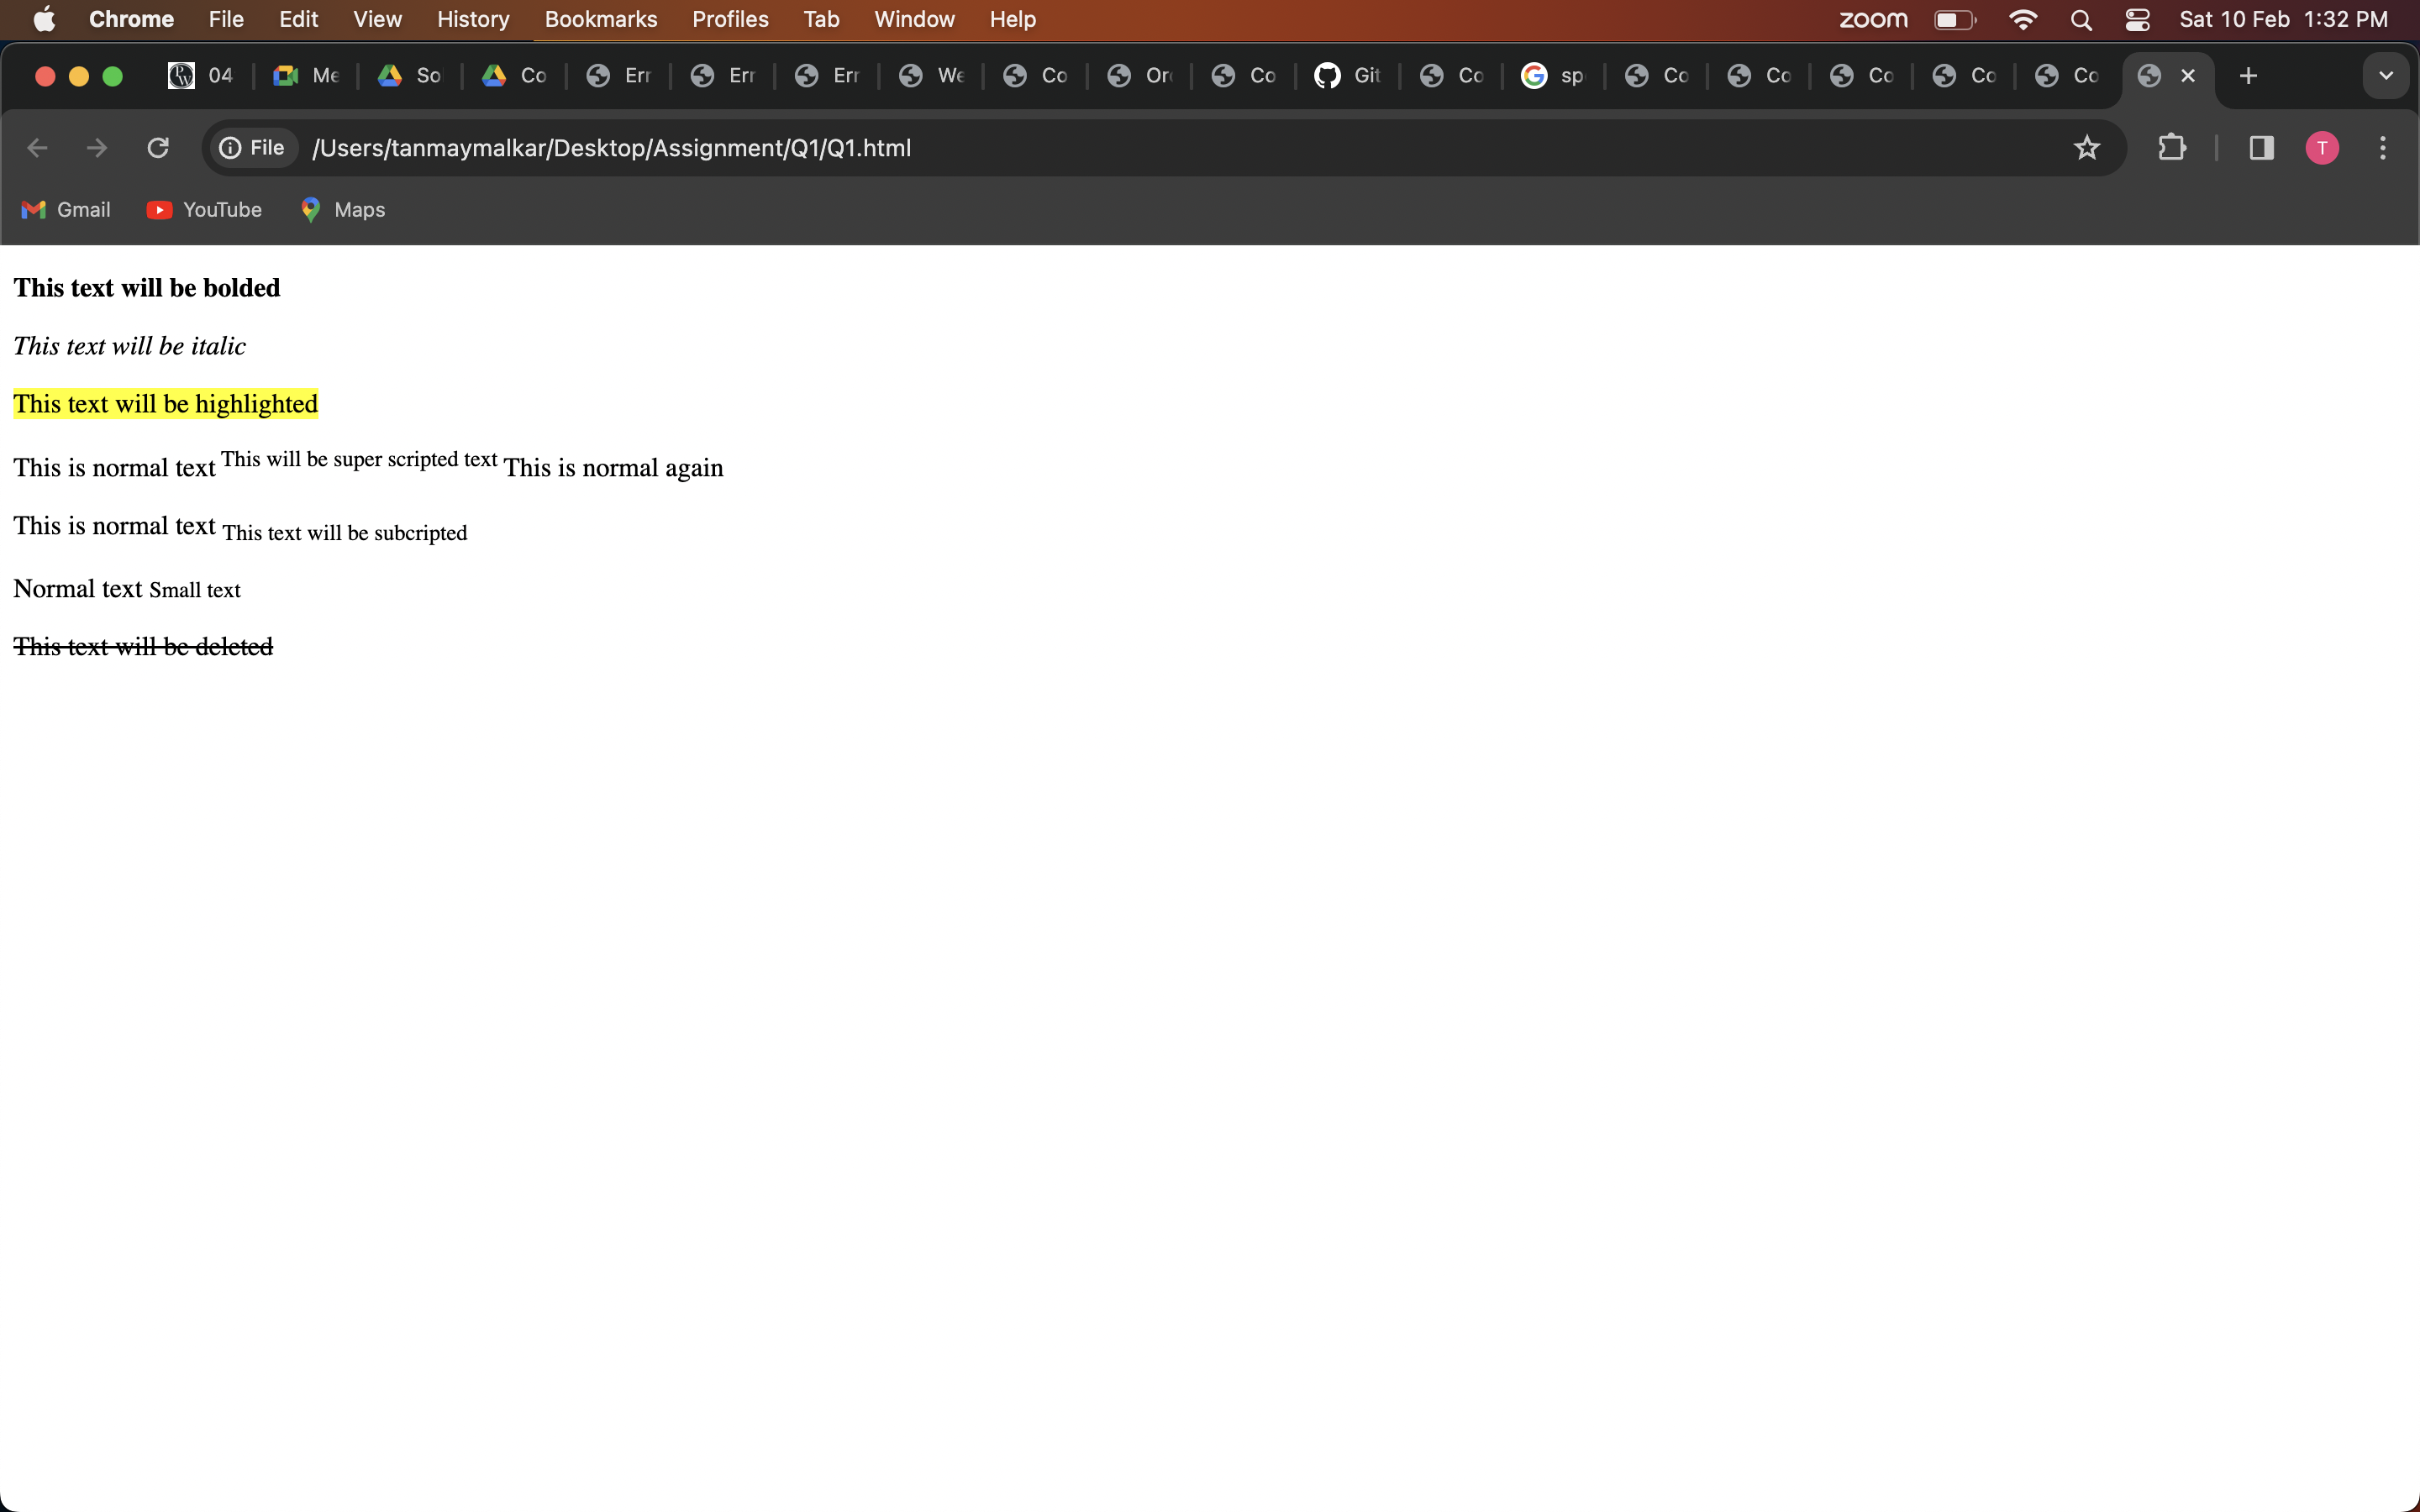 Chrome File Edit View History Bookmarks Profiles Tab Window Help zoom Sat 10 Feb 1:32 PM
04 Me So Co Err Err Err We Co Or Co Git Co sp Co Co Co Co Co
File /Users/tanmaymalkar/Desktop/Assignment/Q1/Q1.html T
Gmail YouTube Maps
This text will be bolded
This text will be italic
This text will be highlighted
This is normal text This will be super scripted text This is normal again
This is normal text This text will be subcripted
Normal text Small text
This text will be deleted